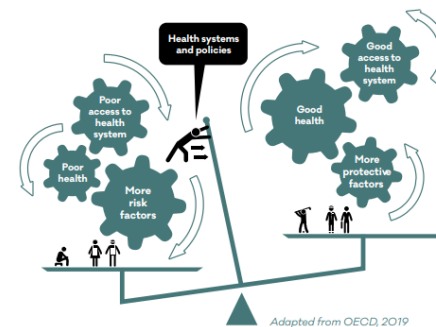 Health systems
and policies
Poor
access to
health
system
Poor
health
More
risk
factors
Good
access to
health
system
Good
health
More
protective
factors
Adapted from OECD, 2019